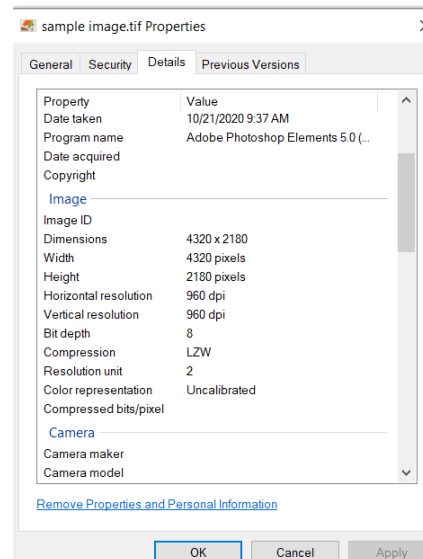 sample image.tif Properties
General Security Details Previous Versions
Property Value
Date taken 10/21/2020 9:37 AM
Program name Adobe Photoshop Elements 5.0 (...
Date acquired
Copyright
Image
Image ID
Dimensions 4320 x 2180
Width 4320 pixels
Height 2180 pixels
Horizontal resolution 960 dpi
Vertical resolution 960 dpi
Bit depth 8
Compression LZW
Resolution unit 2
Color representation Uncalibrated
Compressed bits/pixel
Camera
Camera maker
Camera model
Remove Properties and Personal Information
OK Cancel Apply